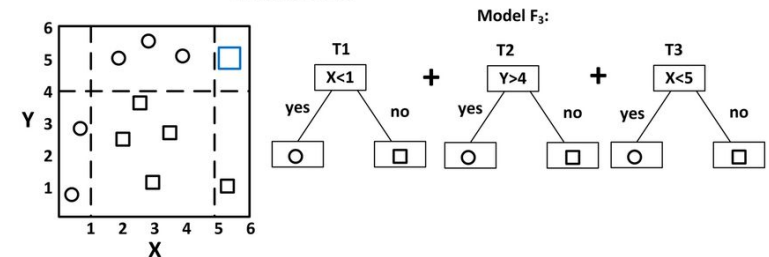 Model F₃:
T1
T2
T3
X<1
+
Y>4
+
X<5
yes
no
yes
no
yes
no
6
5
4
3
2
1
Y
1 2 3 4 5 6
X